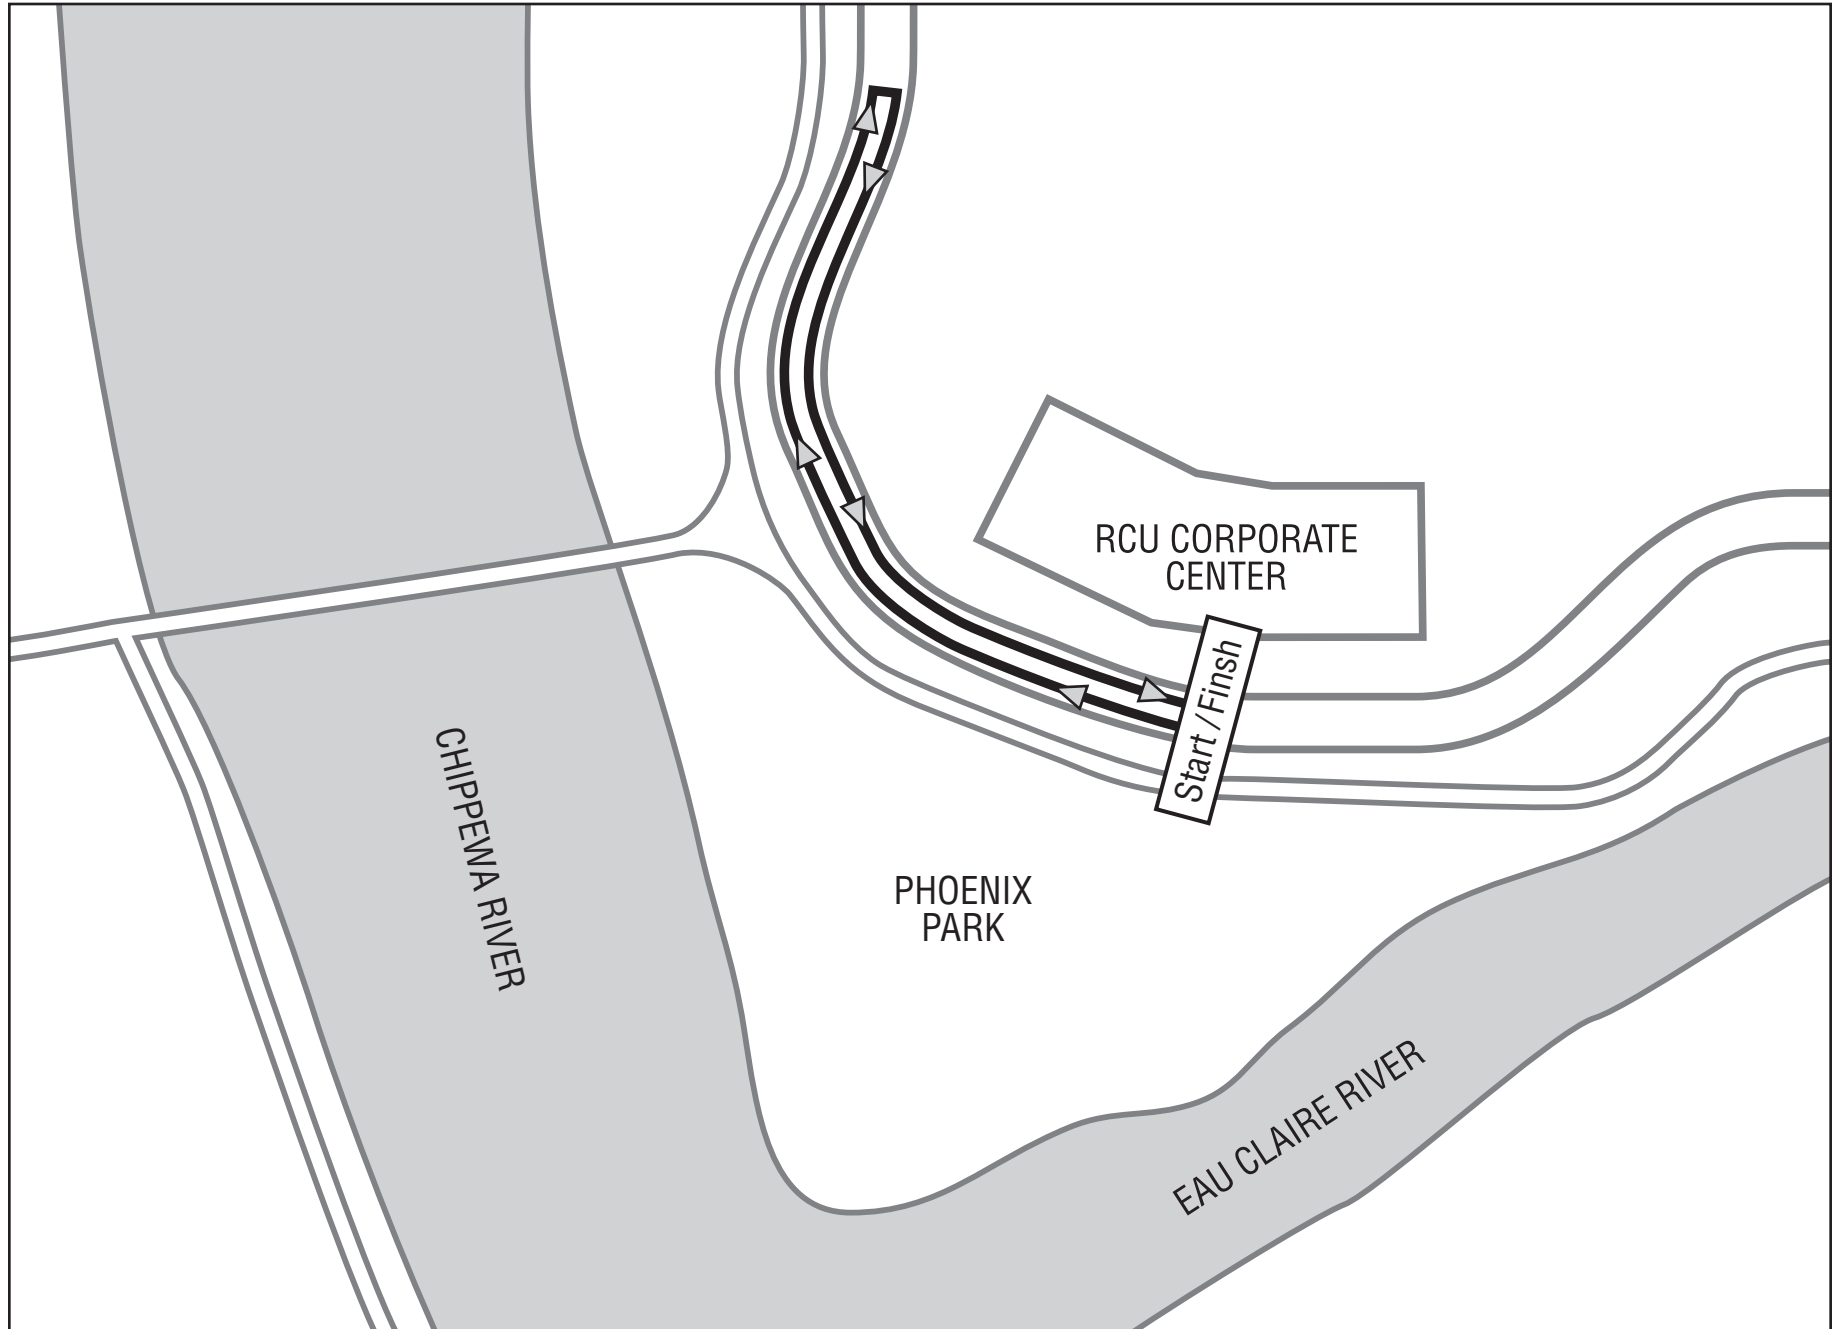 RCU CORPORATE
CENTER
Start / Finsh
CHIPPEWA RIVER
PHOENIX
PARK
EAU CLAIRE RIVER